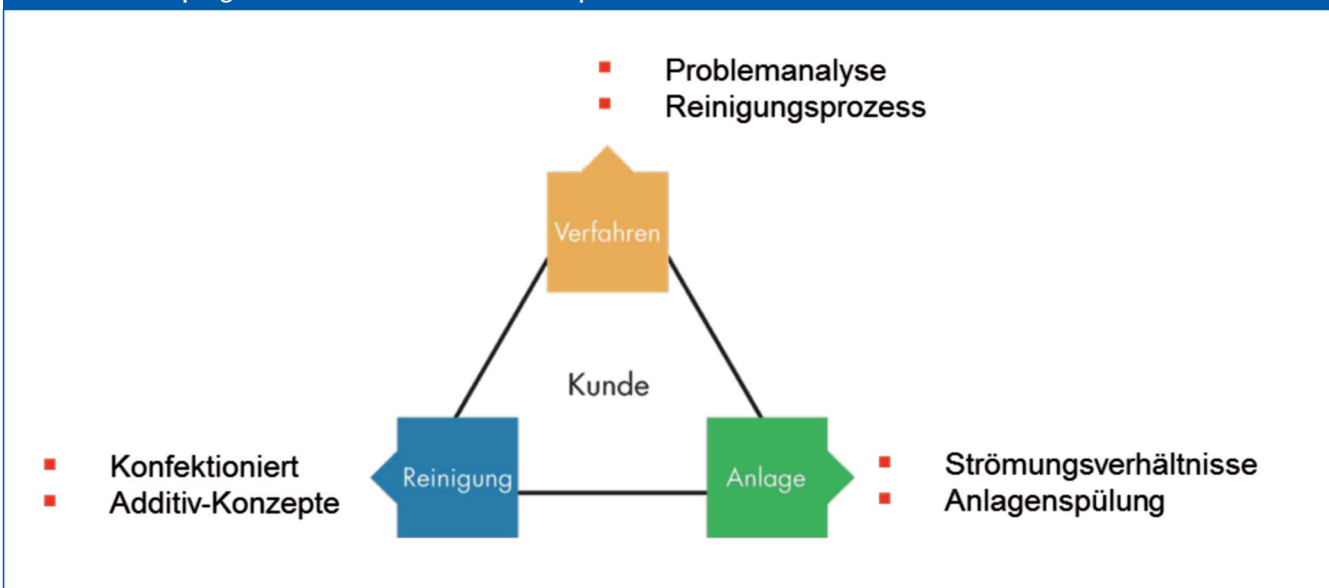 Problemanalyse
Reinigungsprozess
Verfahren
Kunde
Konfektioniert
Additiv-Konzepte
Reinigung
Anlage
Strömungsverhältnisse
Anlagenspülung